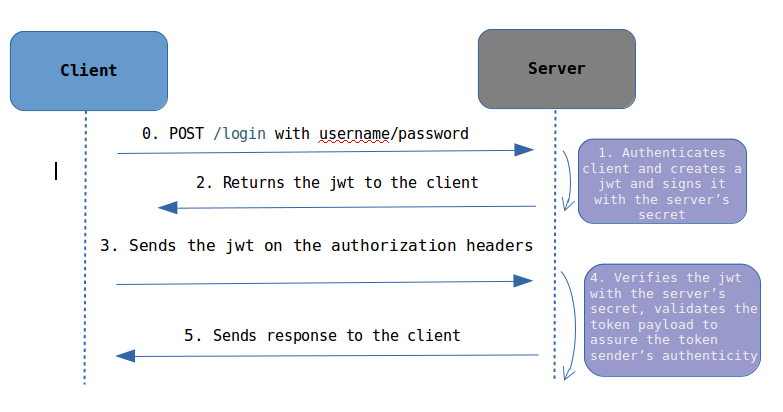 Client
Server
0. POST /login with username/password
1. Authenticates
client and creates a
jwt and signs it
with the server’s
secret
2. Returns the jwt to the client
3. Sends the jwt on the authorization headers
4. Verifies the jwt
with the server’s
secret, validates the
token payload to
assure the token
sender’s authenticity
5. Sends response to the client